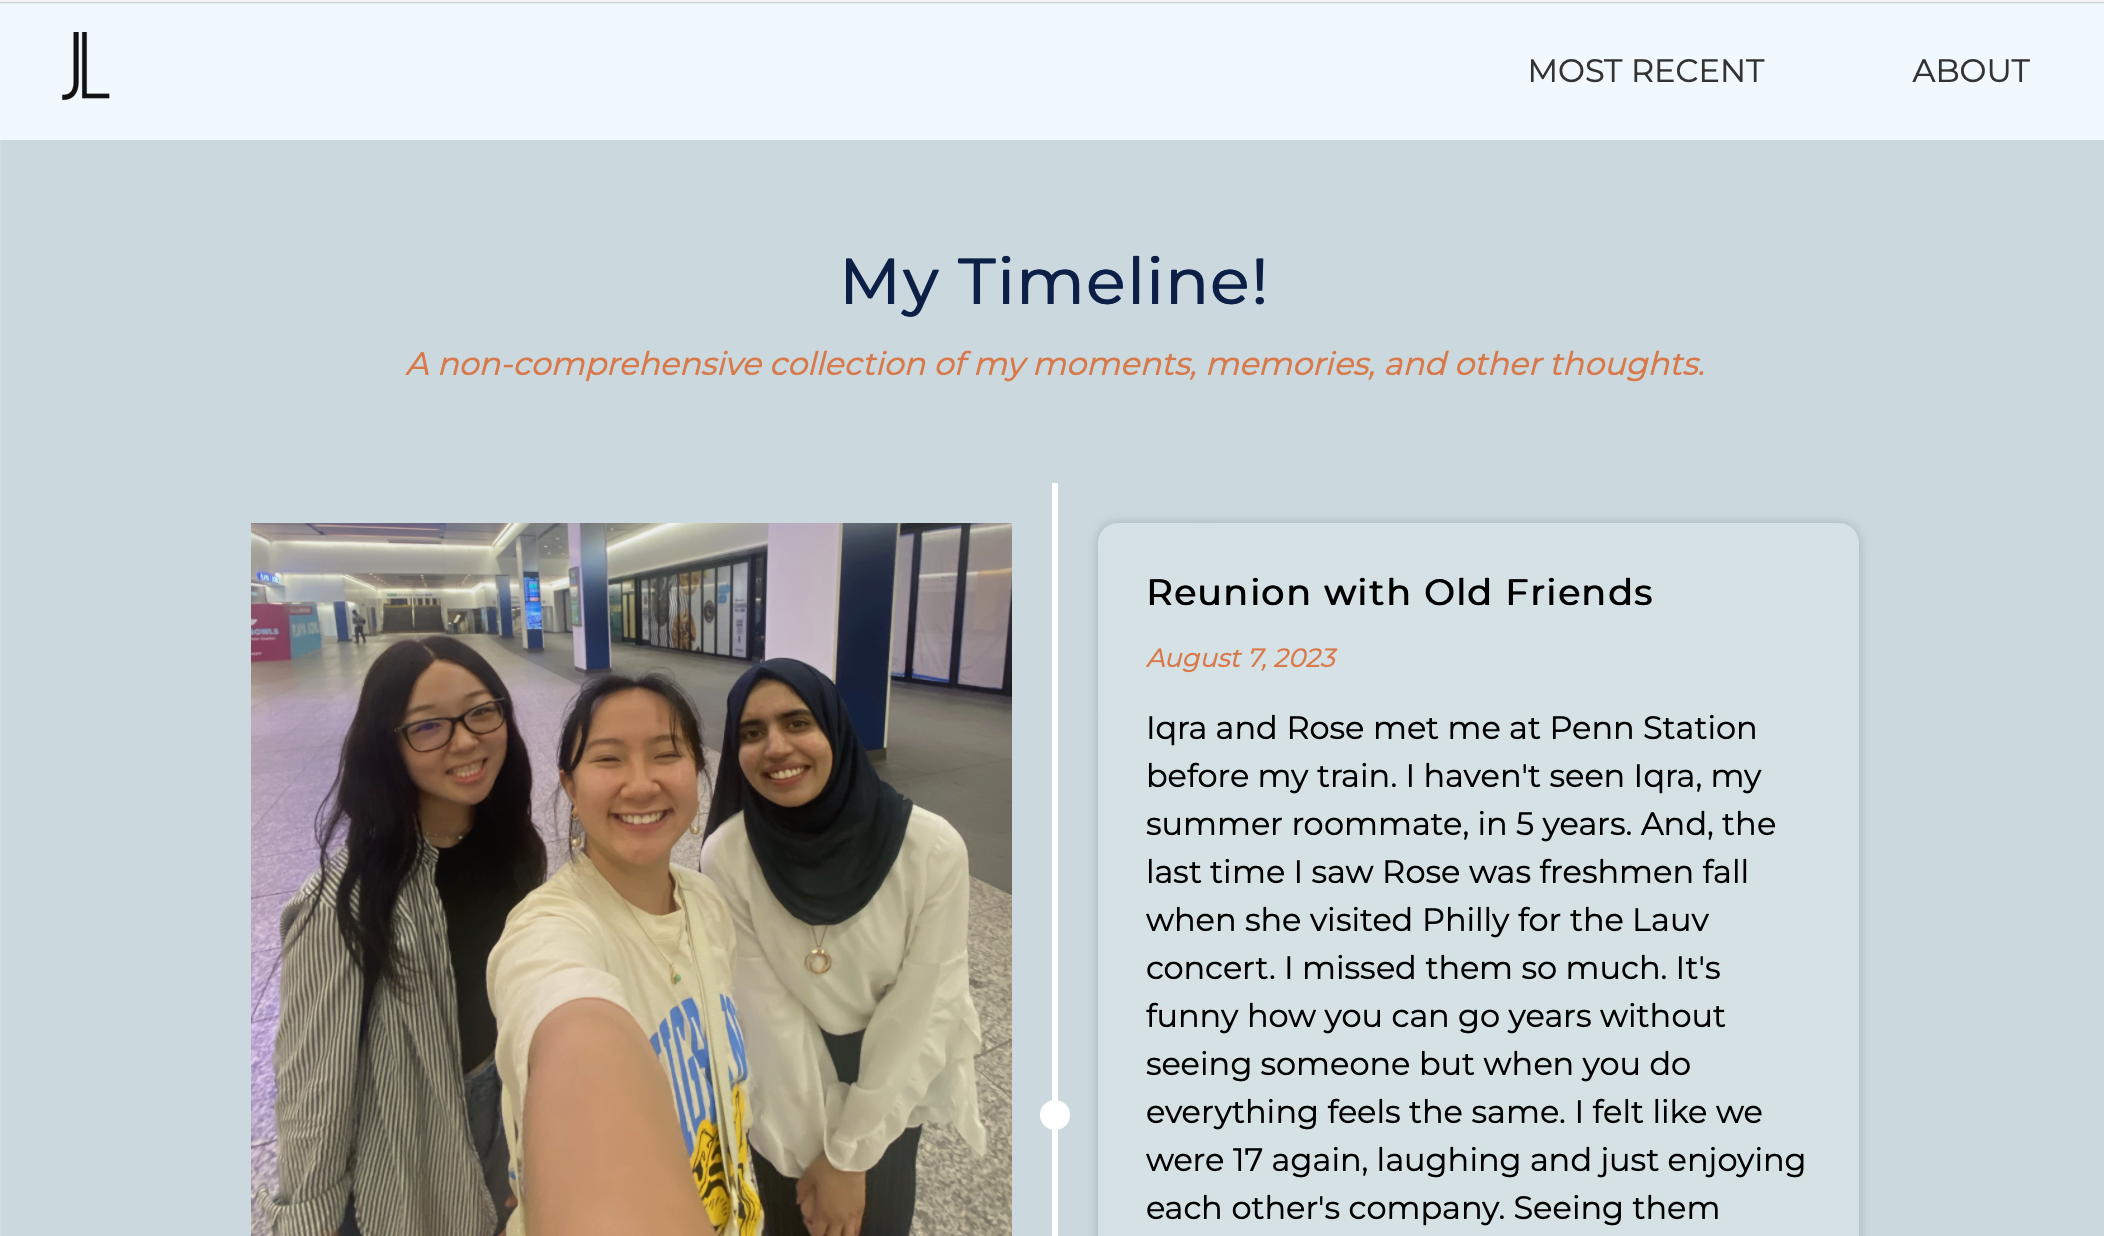 JL
MOST RECENT
ABOUT
My Timeline!
A non-comprehensive collection of my moments, memories, and other thoughts.
Reunion with Old Friends
August 7, 2023
Iqra and Rose met me at Penn Station
before my train. I haven't seen Iqra, my
summer roommate, in 5 years. And, the
last time I saw Rose was freshmen fall
when she visited Philly for the Lauv
concert. I missed them so much. It's
funny how you can go years without
seeing someone but when you do
everything feels the same. I felt like we
were 17 again, laughing and just enjoying
each other's company. Seeing them